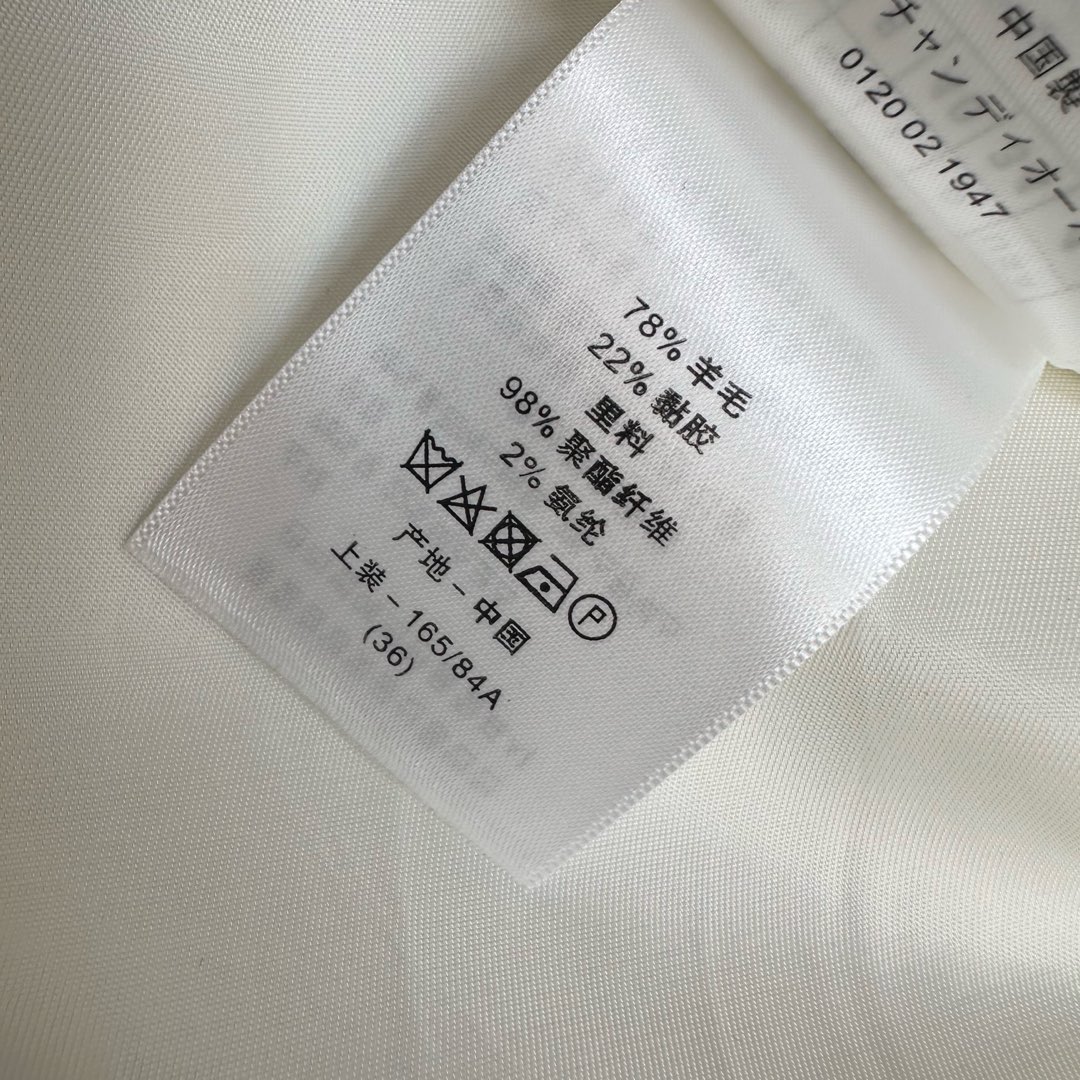 中国製
チャン ディオー
0120 02 1947
78% 羊毛
22% 黏胶
里料
98% 聚酯纤维
2% 氨纶
P
产地 - 中国
上装 - 165/84A
(36)